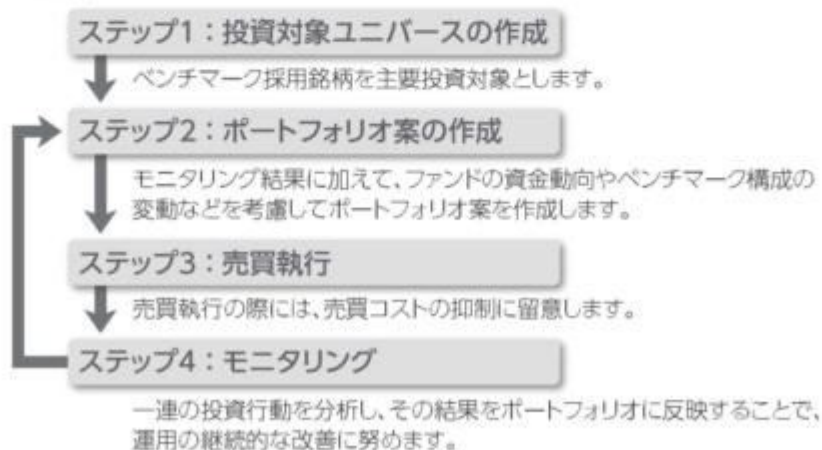 ステップ1：投資対象ユニバースの作成
ベンチマーク採用銘柄を主要投資対象とします。
ステップ2：ポートフォリオ案の作成
モニタリング結果に加えて、ファンドの資金動向やベンチマーク構成の
変動などを考慮してポートフォリオ案を作成します。
ステップ3：売買執行
売買執行の際には、売買コストの抑制に留意します。
ステップ4：モニタリング
一連の投資行動を分析し、その結果をポートフォリオに反映することで、
運用の継続的な改善に努めます。